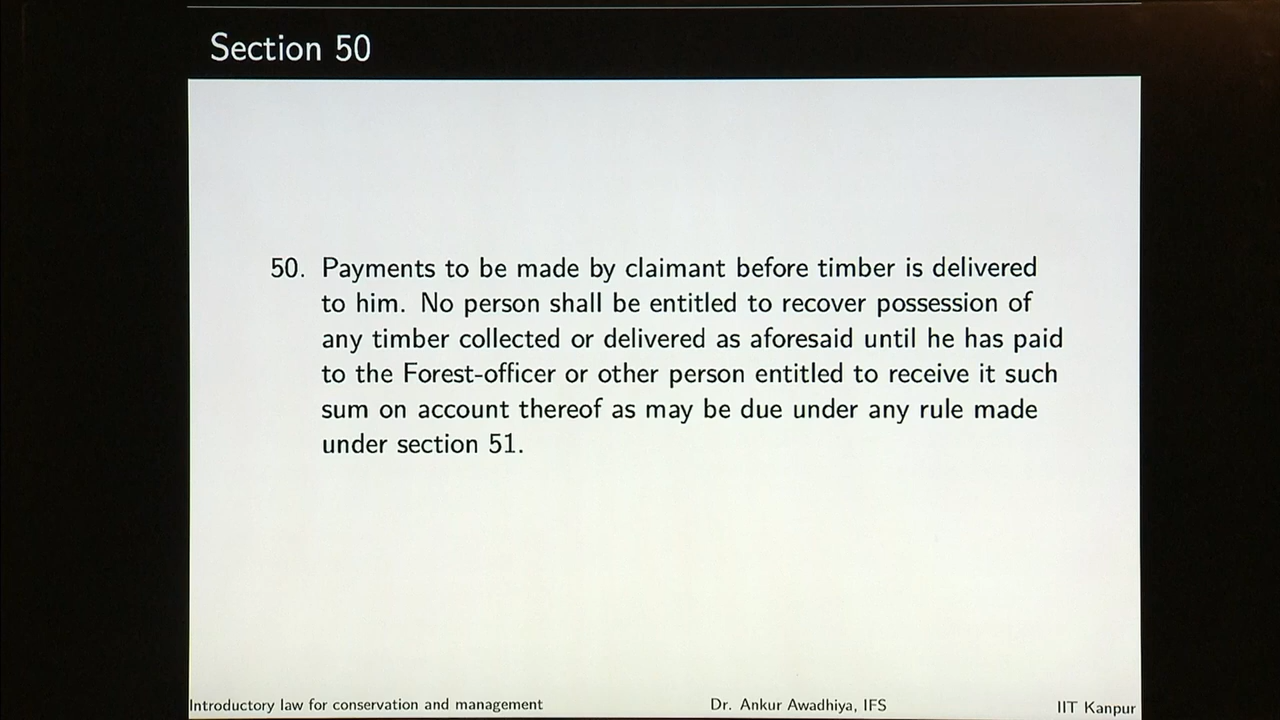 Section 50
50. Payments to be made by claimant before timber is delivered
to him. No person shall be entitled to recover possession of
any timber collected or delivered as aforesaid until he has paid
to the Forest-officer or other person entitled to receive it such
sum on account thereof as may be due under any rule made
under section 51.
Introductory law for conservation and management Dr. Ankur Awadhiya, IFS IIT Kanpur